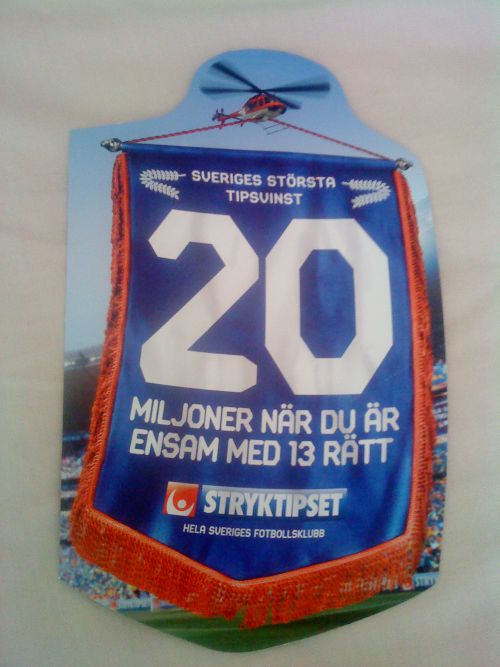 SVERIGES STÖRSTA
TIPSVINST
20
MILJONER NÄR DU ÄR
ENSAM MED 13 RÄTT
STRYKTIPSET
HELA SVERIGES FOTBOLLSKLUBB